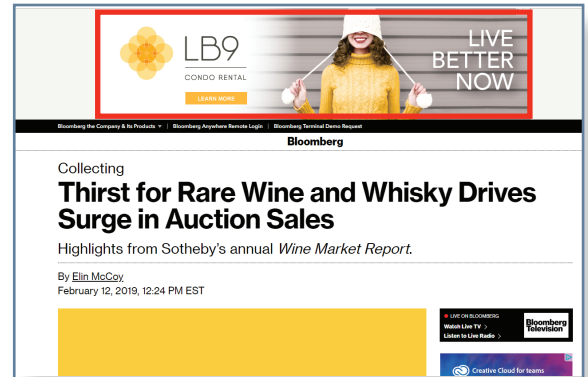 LB9
CONDO RENTAL
LEARN MORE
LIVE
BETTER
NOW
Bloomberg the Company & Its Products ▾ | Bloomberg Anywhere Remote Login | Bloomberg Terminal Demo Request
Bloomberg
Collecting
Thirst for Rare Wine and Whisky Drives
Surge in Auction Sales
Highlights from Sotheby's annual Wine Market Report.
By Elin McCoy
February 12, 2019, 12:24 PM EST
LIVE ON BLOOMBERG
Watch Live TV >
Listen to Live Radio >
Bloomberg
Television
Creative Cloud for teams